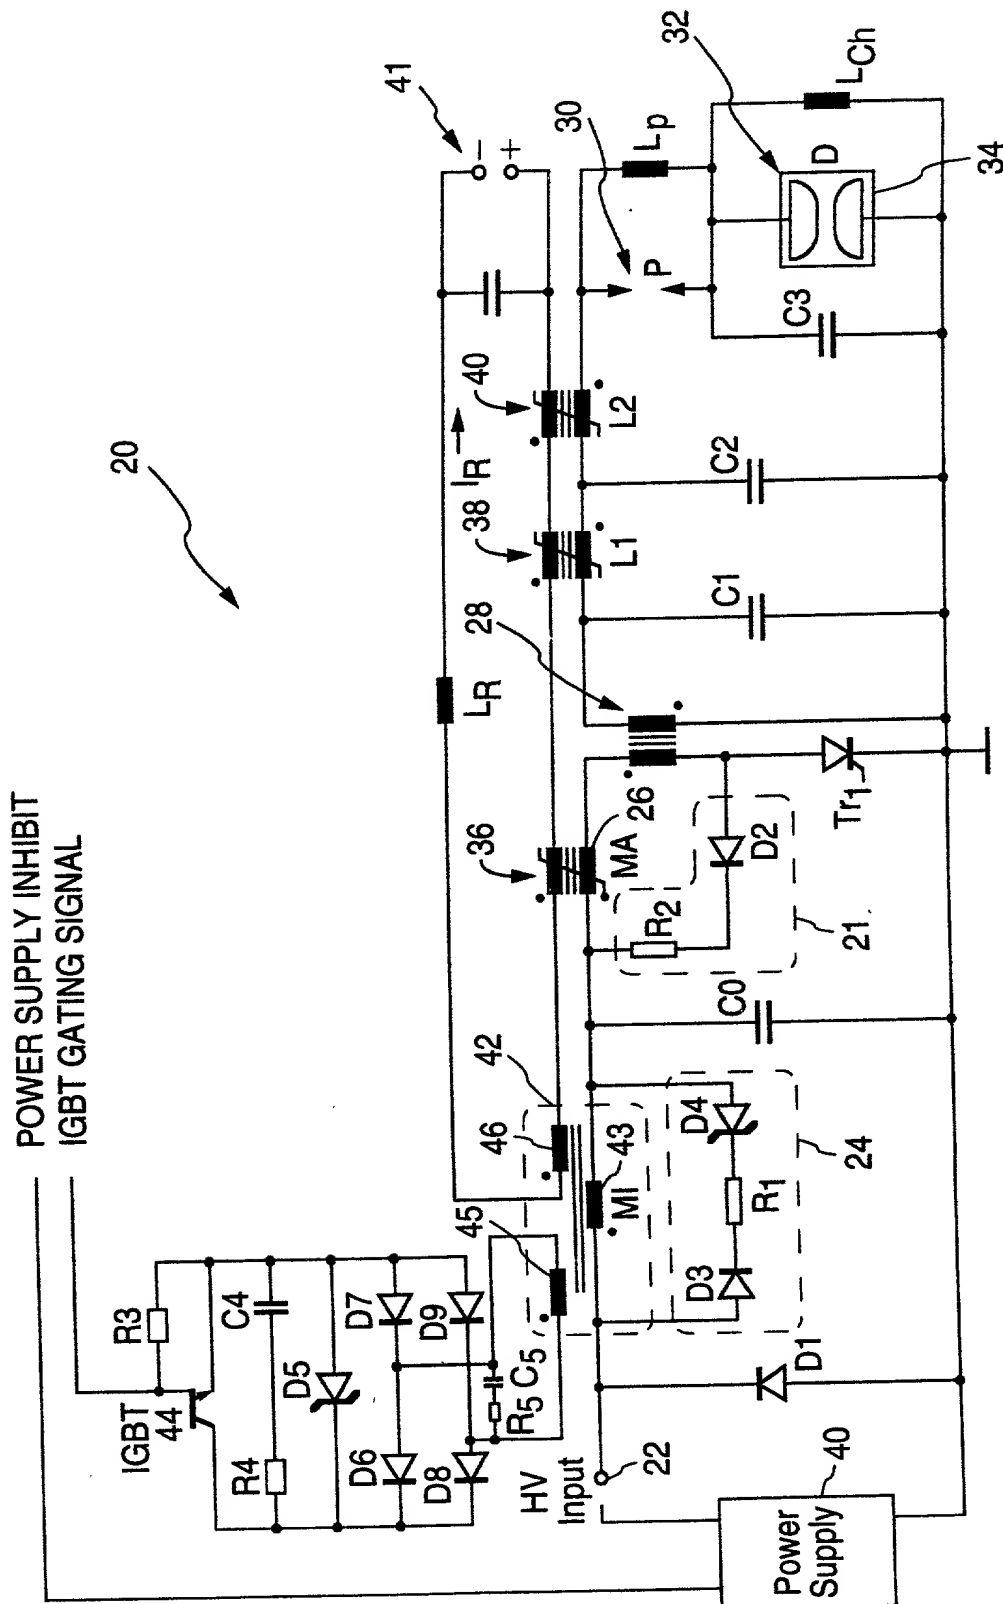 POWER SUPPLY INHIBIT
IGBT GATING SIGNAL
20
41
−
+
IR
LR
36
38
40
28
30
32
LP
LCh
D
34
P
C3
L2
C2
L1
C1
Tr1
26
MA
D2
R2
21
C0
42
46
45
43
MI
D4
R1
D3
24
D1
R3
IGBT
44
C4
R4
D5
D7
D9
D6
D8
C5
R5
HV
Input
22
40
Power
Supply